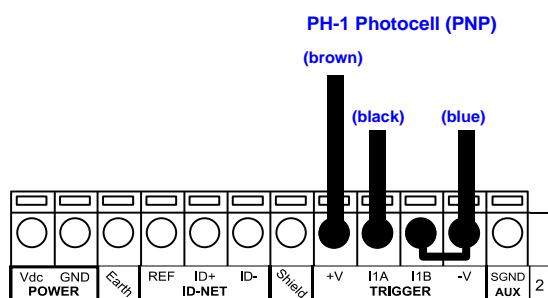 PH-1 Photocell (PNP)
(brown)
(black) (blue)
Vdc GND Earth REF ID+ ID- Shield +V I1A I1B -V SGND
POWER ID-NET TRIGGER AUX 2